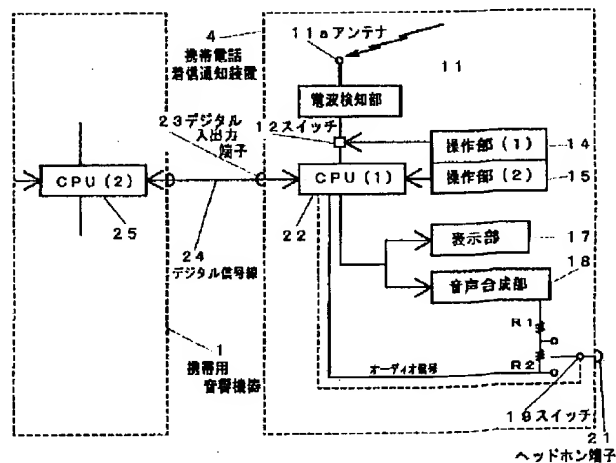 4
携帯電話
着信通知装置
11aアンテナ
11
電波検知部
23デジタル
入出力
端子
12スイッチ
操作部(1)
14
操作部(2)
15
CPU(2)
25
CPU(1)
22
24
デジタル信号線
表示部
17
音声合成部
18
R1
R2
オーディオ信号
1
携帯用
音響機器
19スイッチ
21
ヘッドホン端子